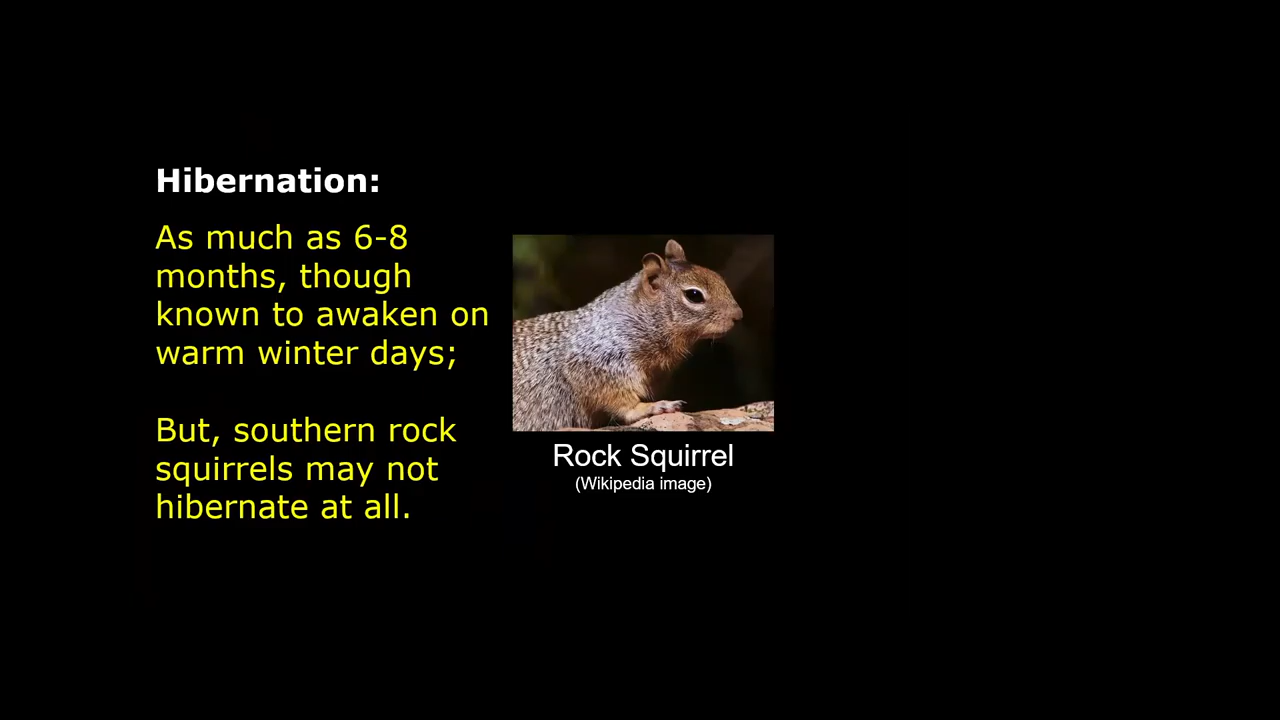 Hibernation:
As much as 6-8
months, though
known to awaken on
warm winter days;
But, southern rock
squirrels may not
hibernate at all.
Rock Squirrel
(Wikipedia image)